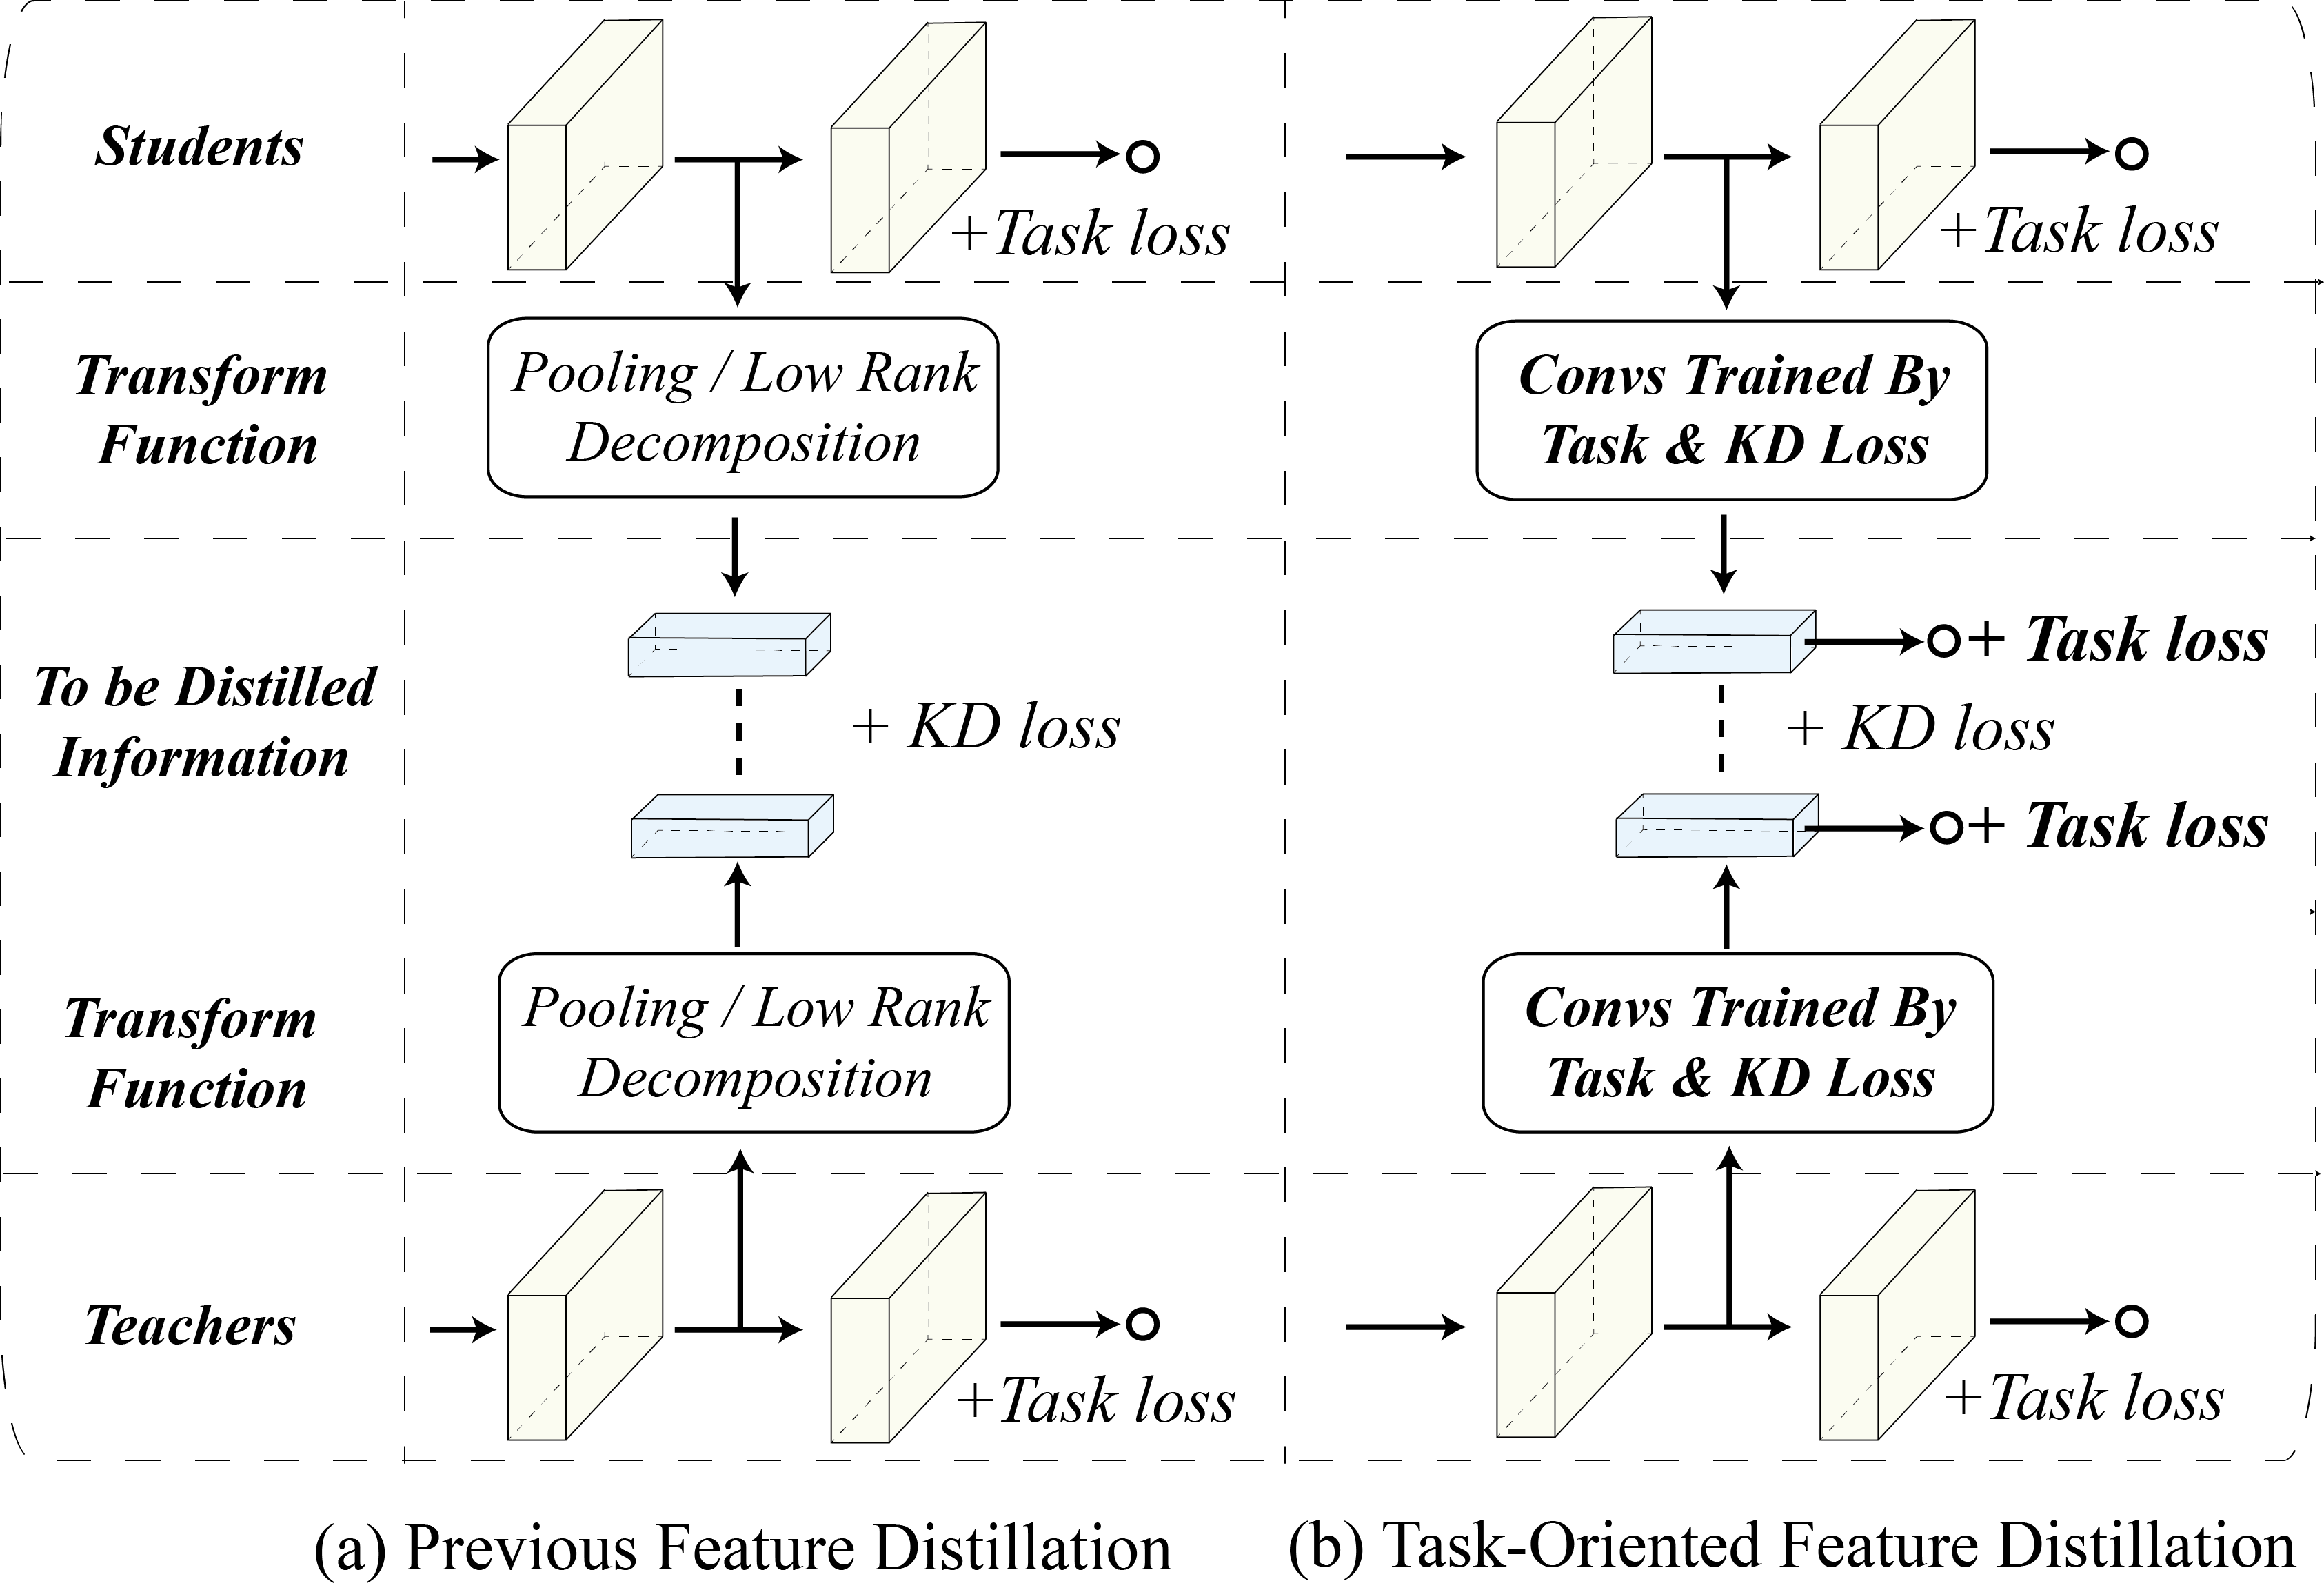 Students
+Task loss
+Task loss
Transform
Function
Pooling / Low Rank
Decomposition
Convs Trained By
Task & KD Loss
To be Distilled
Information
+ KD loss
+ Task loss
+ KD loss
+ Task loss
Transform
Function
Pooling / Low Rank
Decomposition
Convs Trained By
Task & KD Loss
Teachers
+Task loss
+Task loss
(a) Previous Feature Distillation
(b) Task-Oriented Feature Distillation